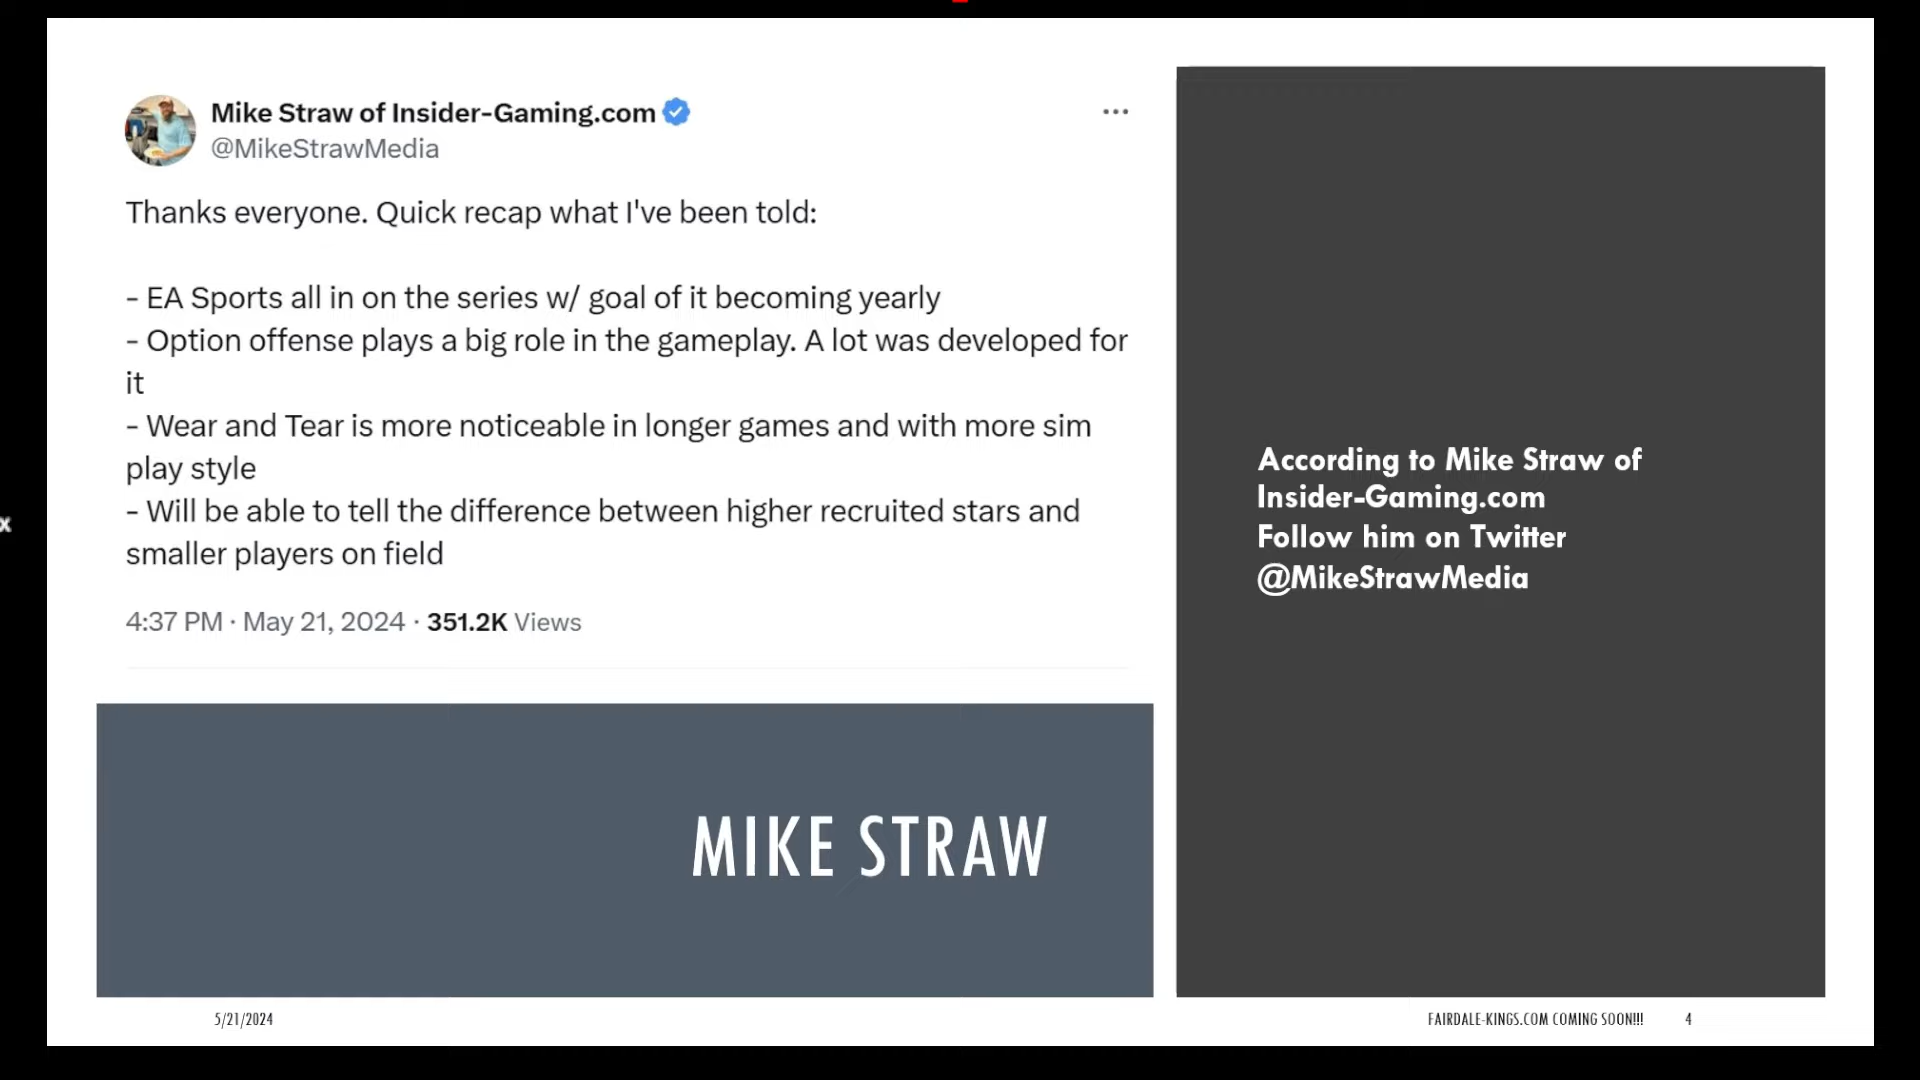 Mike Straw of Insider-Gaming.com
@MikeStrawMedia
Thanks everyone. Quick recap what I've been told:
- EA Sports all in on the series w/ goal of it becoming yearly
- Option offense plays a big role in the gameplay. A lot was developed for
it
- Wear and Tear is more noticeable in longer games and with more sim
play style
- Will be able to tell the difference between higher recruited stars and
smaller players on field
4:37 PM · May 21, 2024 · 351.2K Views
MIKE STRAW
According to Mike Straw of
Insider-Gaming.com
Follow him on Twitter
@MikeStrawMedia
x
5/21/2024
FAIRDALE-KINGS.COM COMING SOON!!!
4